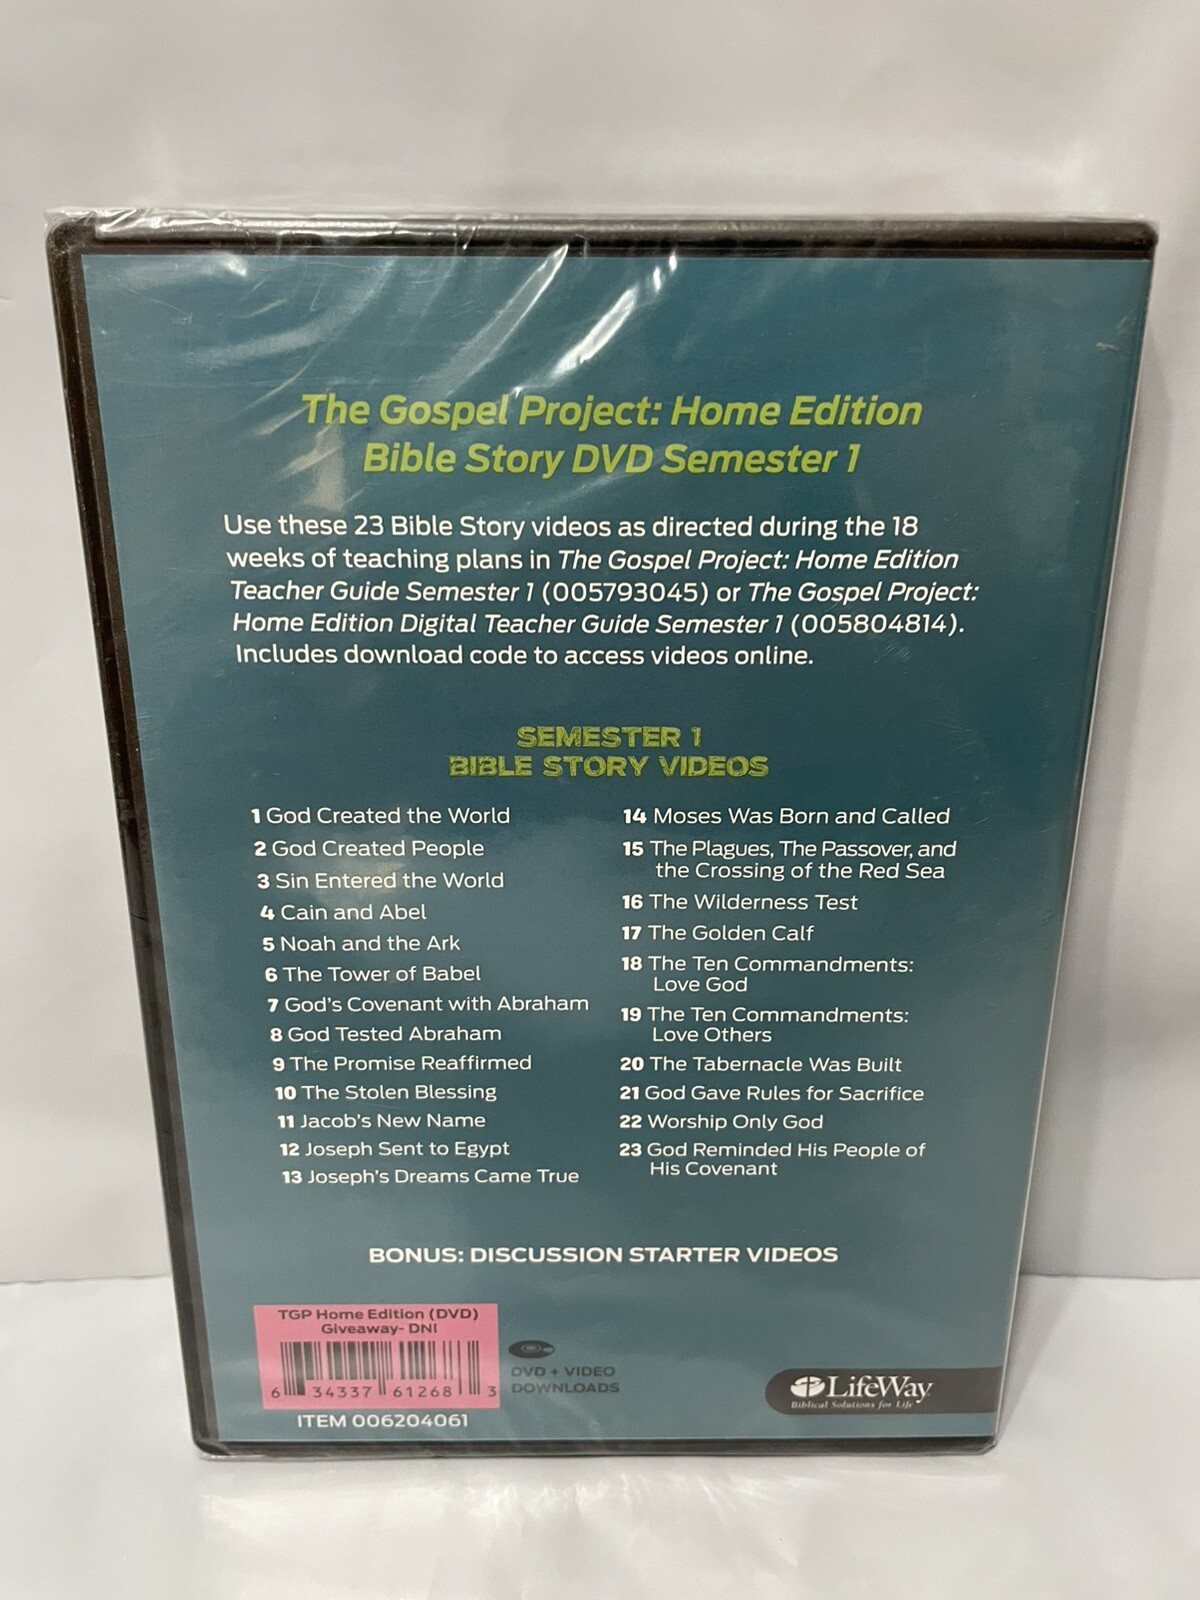 The Gospel Project: Home Edition
Bible Story DVD Semester 1
Use these 23 Bible Story videos as directed during the 18
weeks of teaching plans in The Gospel Project: Home Edition
Teacher Guide Semester 1 (005793045) or The Gospel Project:
Home Edition Digital Teacher Guide Semester 1 (005804814).
Includes download code to access videos online.
SEMESTER 1
BIBLE STORY VIDEOS
1 God Created the World
2 God Created People
3 Sin Entered the World
4 Cain and Abel
5 Noah and the Ark
6 The Tower of Babel
7 God's Covenant with Abraham
8 God Tested Abraham
9 The Promise Reaffirmed
10 The Stolen Blessing
11 Jacob's New Name
12 Joseph Sent to Egypt
13 Joseph's Dreams Came True
14 Moses Was Born and Called
15 The Plagues, The Passover, and
the Crossing of the Red Sea
16 The Wilderness Test
17 The Golden Calf
18 The Ten Commandments:
Love God
19 The Ten Commandments:
Love Others
20 The Tabernacle Was Built
21 God Gave Rules for Sacrifice
22 Worship Only God
23 God Reminded His People of
His Covenant
BONUS: DISCUSSION STARTER VIDEOS
TGP Home Edition (DVD)
Giveaway- DNI
6 34337 61268 3
ITEM 006204061
DVD + VIDEO
DOWNLOADS
LifeWay
Biblical Solutions for Life